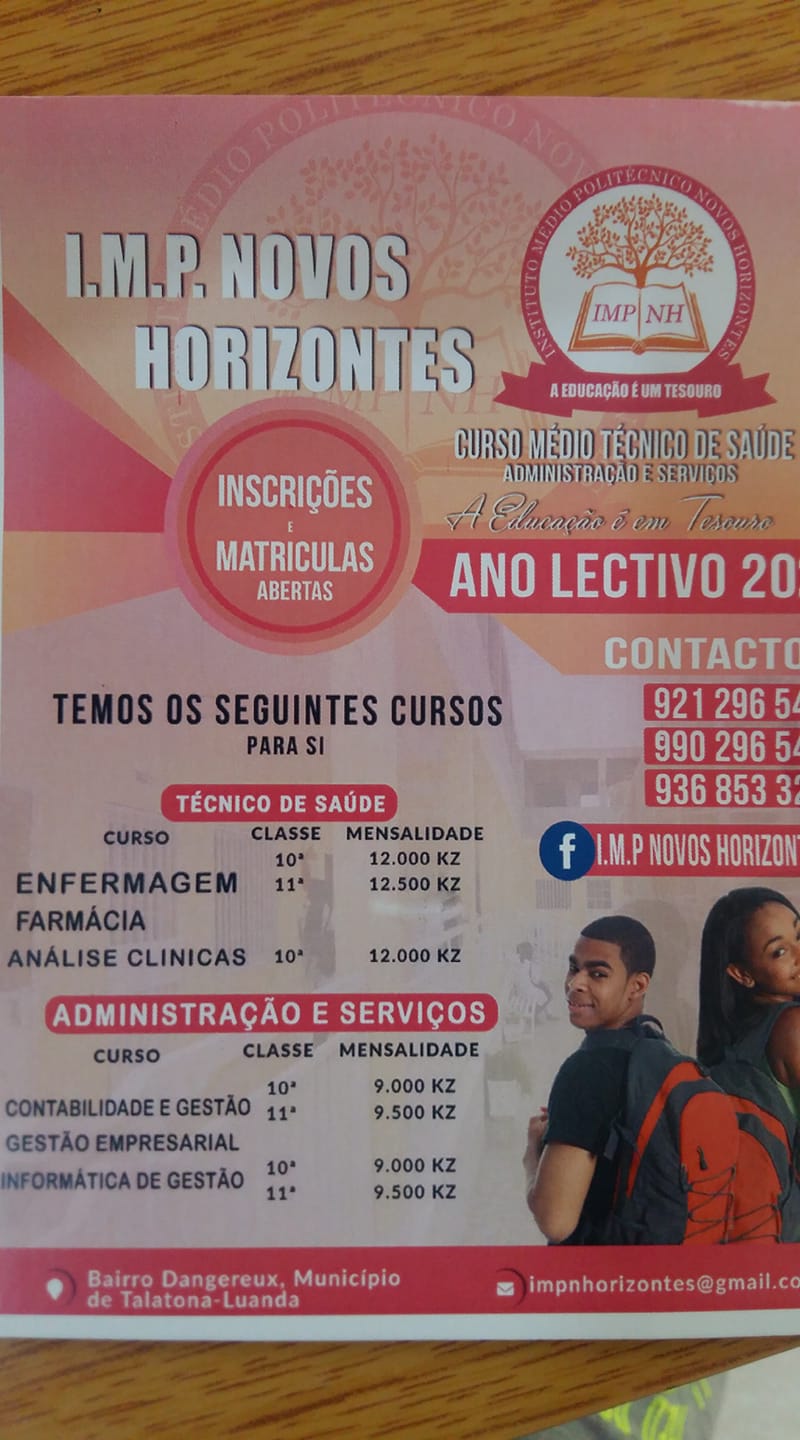 I.M.P. NOVOS
HORIZONTES
INSTITUTO MÉDIO POLITÉCNICO NOVOS HORIZONTES
IMP NH
A EDUCAÇÃO É UM TESOURO
CURSO MÉDIO TÉCNICO DE SAÚDE
ADMINISTRAÇÃO E SERVIÇOS
A Educação é em Tesouro
INSCRIÇÕES
E
MATRICULAS
ABERTAS
ANO LECTIVO 20
CONTACTO
921 296 54
990 296 54
936 853 32
I.M.P NOVOS HORIZONT
TEMOS OS SEGUINTES CURSOS
PARA SI
TÉCNICO DE SAÚDE
CURSO CLASSE MENSALIDADE
10ª 12.000 KZ
ENFERMAGEM 11ª 12.500 KZ
FARMÁCIA
ANÁLISE CLINICAS 10ª 12.000 KZ
ADMINISTRAÇÃO E SERVIÇOS
CURSO CLASSE MENSALIDADE
10ª 9.000 KZ
CONTABILIDADE E GESTÃO 11ª 9.500 KZ
GESTÃO EMPRESARIAL
10ª 9.000 KZ
INFORMÁTICA DE GESTÃO
11ª 9.500 KZ
Bairro Dangereux, Município
de Talatona-Luanda
impnhorizontes@gmail.co